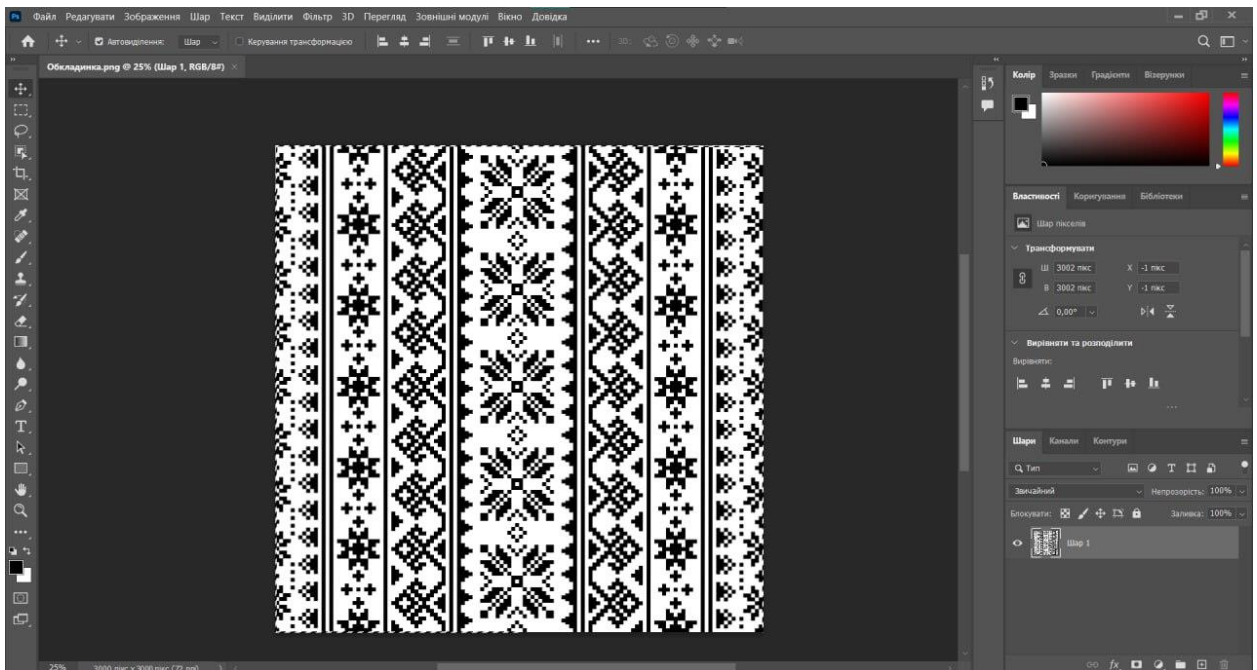 Ps Файл Редагувати Зображення Шар Текст Виділити Фільтр 3D Перегляд Зовнішні модулі Вікно Довідка
Автовиділення: Шар Керування трансформацією 3D:
Обкладинка.png @ 25% (Шар 1, RGB/8#) ×
Колір Зразки Градієнти Візерунки
Властивості Коригування Бібліотеки
Шар пікселів
Трансформувати
Ш 3002 пікс X -1 пікс
В 3002 пікс Y -1 пікс
0,00°
Вирівняти та розподілити
Вирівняти:
...
Шари Канали Контури
Тип
Звичайний Непрозорість: 100%
Блокувати: Заливка: 100%
Шар 1
25% 3000 пікс x 3000 пікс (72 ppi)
fx